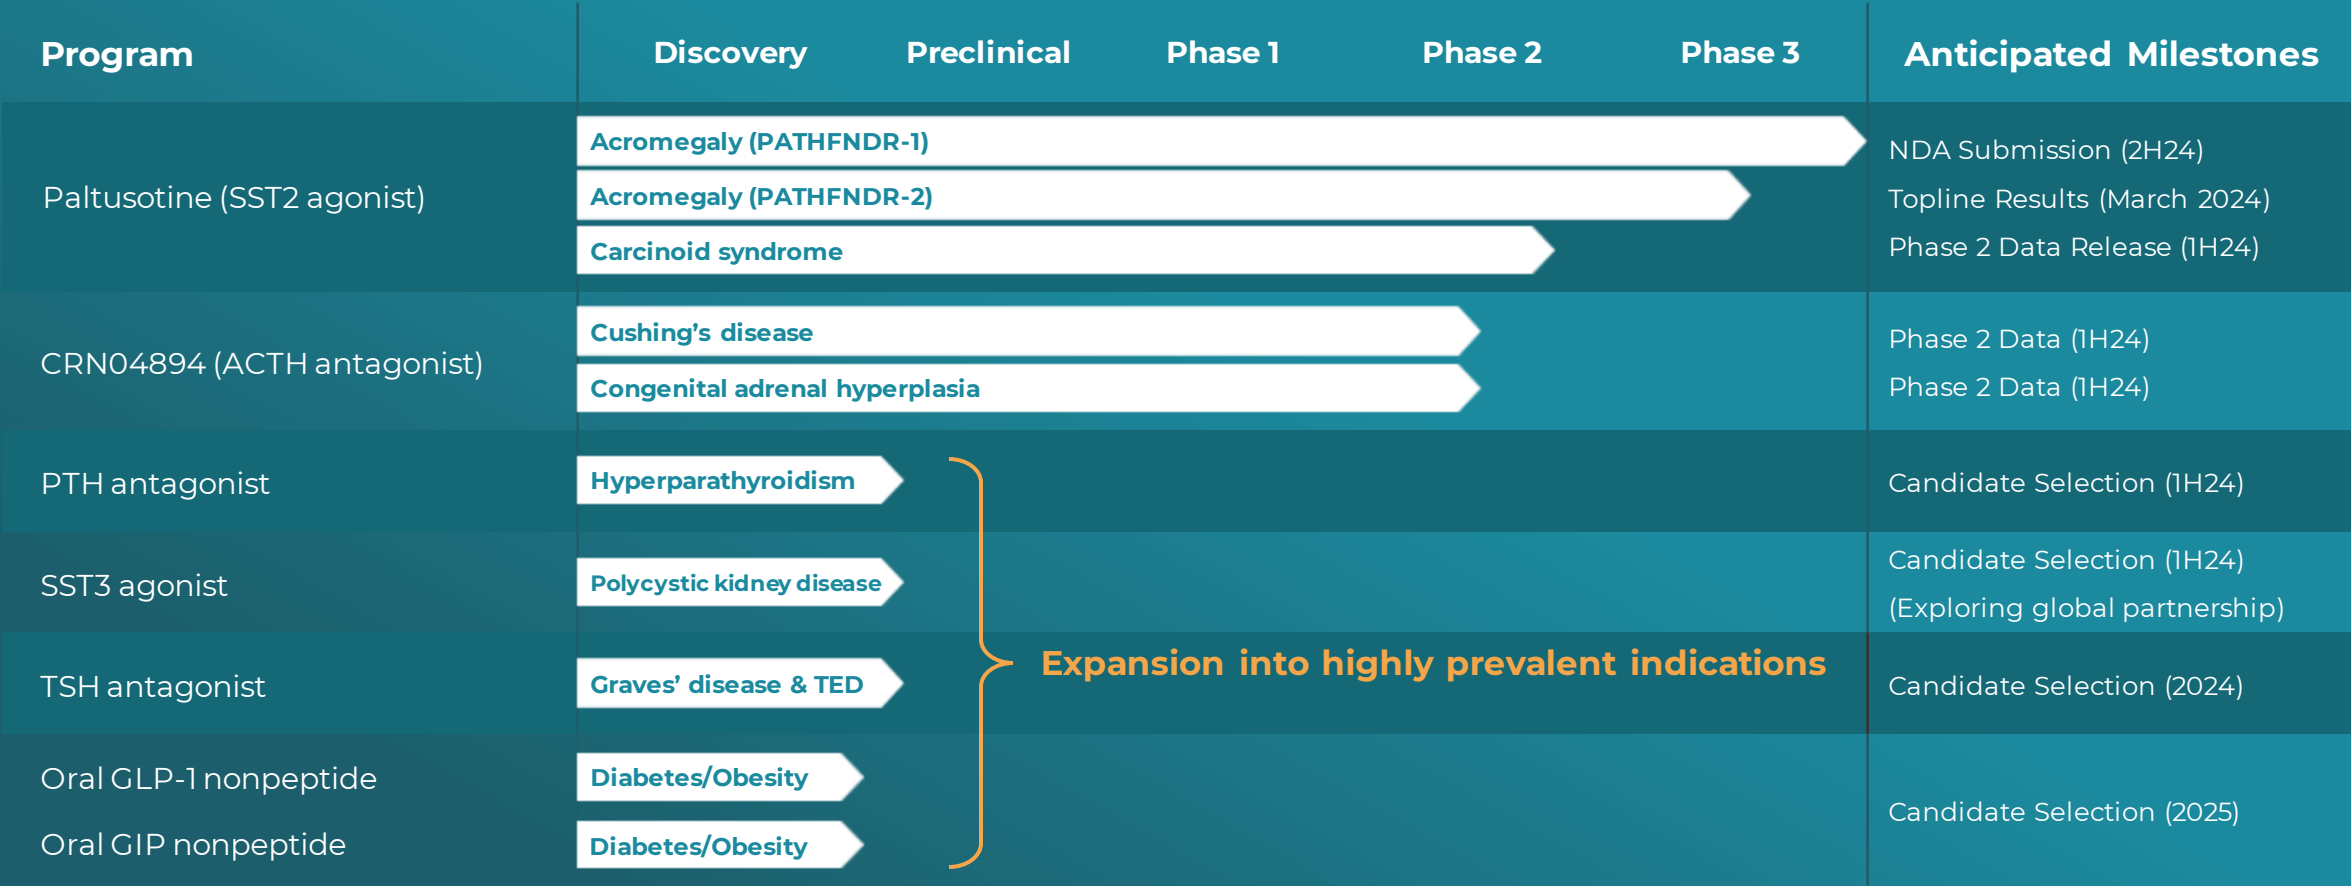 Program
Discovery
Preclinical
Phase 1
Phase 2
Phase 3
Anticipated Milestones
Paltusotine (SST2 agonist)
Acromegaly (PATHFNDR-1)
NDA Submission (2H24)
Acromegaly (PATHFNDR-2)
Topline Results (March 2024)
Carcinoid syndrome
Phase 2 Data Release (1H24)
CRN04894 (ACTH antagonist)
Cushing’s disease
Phase 2 Data (1H24)
Congenital adrenal hyperplasia
Phase 2 Data (1H24)
PTH antagonist
Hyperparathyroidism
Candidate Selection (1H24)
SST3 agonist
Polycystic kidney disease
Candidate Selection (1H24)
(Exploring global partnership)
TSH antagonist
Graves’ disease & TED
Expansion into highly prevalent indications
Candidate Selection (2024)
Oral GLP-1 nonpeptide
Diabetes/Obesity
Oral GIP nonpeptide
Diabetes/Obesity
Candidate Selection (2025)